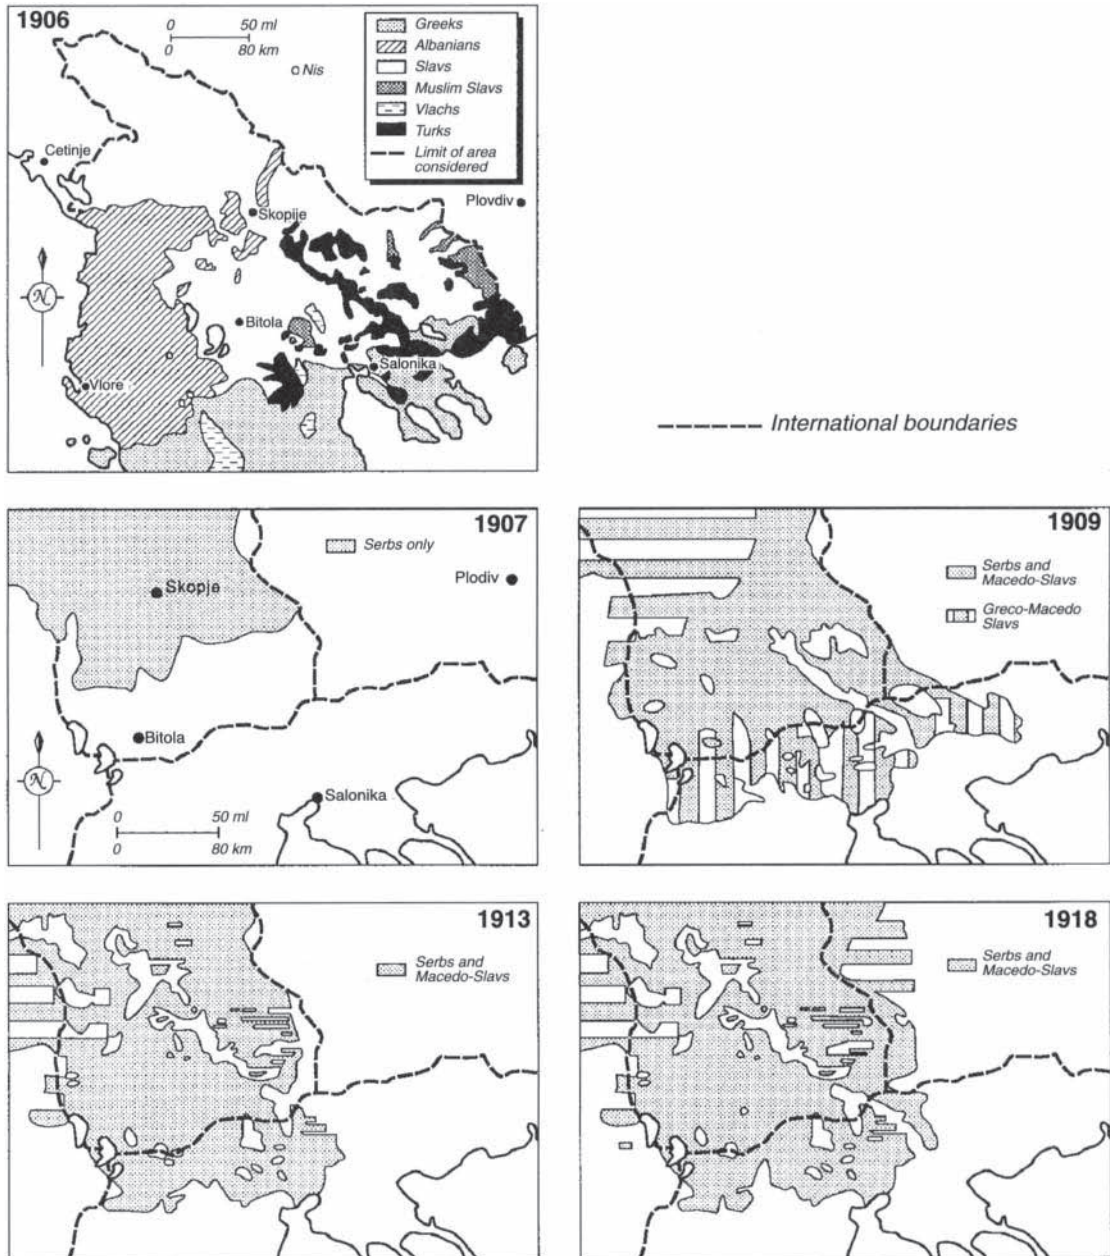 1906
0 50 ml
0 80 km
Nis
Greeks
Albanians
Slavs
Muslim Slavs
Vlachs
Turks
Limit of area
considered
Cetinje
Plovdiv
Skopije
N
Bitola
Salonika
Vlore
International boundaries
1907
Serbs only
Plodiv
Skopje
Bitola
N
Salonika
0 50 ml
0 80 km
1909
Serbs and
Macedo-Slavs
Greco-Macedo
Slavs
1913
Serbs and
Macedo-Slavs
1918
Serbs and
Macedo-Slavs